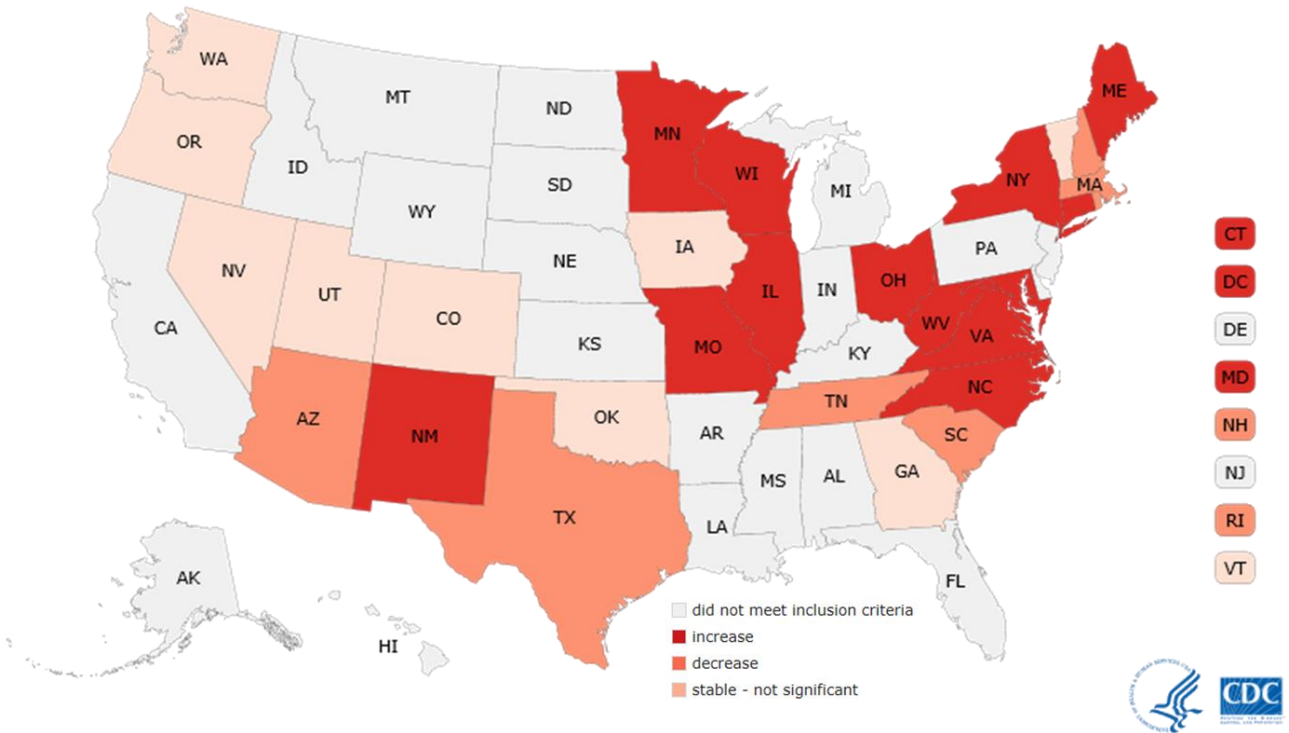 WA
MT
ND
MN
ME
OR
ID
SD
WI
MI
NY
MA
WY
NV
UT
CO
NE
IA
PA
CT
IL
IN
OH
DC
CA
KS
MO
WV
VA
DE
KY
MD
AZ
NM
OK
TN
NC
NH
AR
SC
TX
MS
AL
GA
NJ
LA
RI
AK
FL
VT
HI
did not meet inclusion criteria
increase
decrease
stable - not significant
CDC